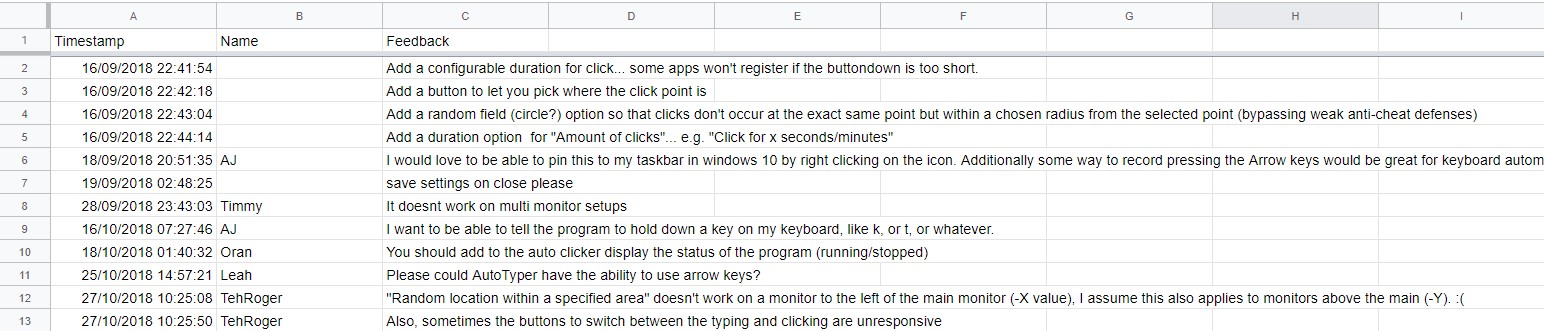 A B C D E F G H I
1 Timestamp Name Feedback
2 16/09/2018 22:41:54 Add a configurable duration for click... some apps won't register if the buttondown is too short.
3 16/09/2018 22:42:18 Add a button to let you pick where the click point is
4 16/09/2018 22:43:04 Add a random field (circle?) option so that clicks don't occur at the exact same point but within a chosen radius from the selected point (bypassing weak anti-cheat defenses)
5 16/09/2018 22:44:14 Add a duration option  for "Amount of clicks"... e.g. "Click for x seconds/minutes"
6 18/09/2018 20:51:35 AJ I would love to be able to pin this to my taskbar in windows 10 by right clicking on the icon. Additionally some way to record pressing the Arrow keys would be great for keyboard autom
7 19/09/2018 02:48:25 save settings on close please
8 28/09/2018 23:43:03 Timmy It doesnt work on multi monitor setups
9 16/10/2018 07:27:46 AJ I want to be able to tell the program to hold down a key on my keyboard, like k, or t, or whatever.
10 18/10/2018 01:40:32 Oran You should add to the auto clicker display the status of the program (running/stopped)
11 25/10/2018 14:57:21 Leah Please could AutoTyper have the ability to use arrow keys?
12 27/10/2018 10:25:08 TehRoger "Random location within a specified area" doesn't work on a monitor to the left of the main monitor (-X value), I assume this also applies to monitors above the main (-Y). :(
13 27/10/2018 10:25:50 TehRoger Also, sometimes the buttons to switch between the typing and clicking are unresponsive